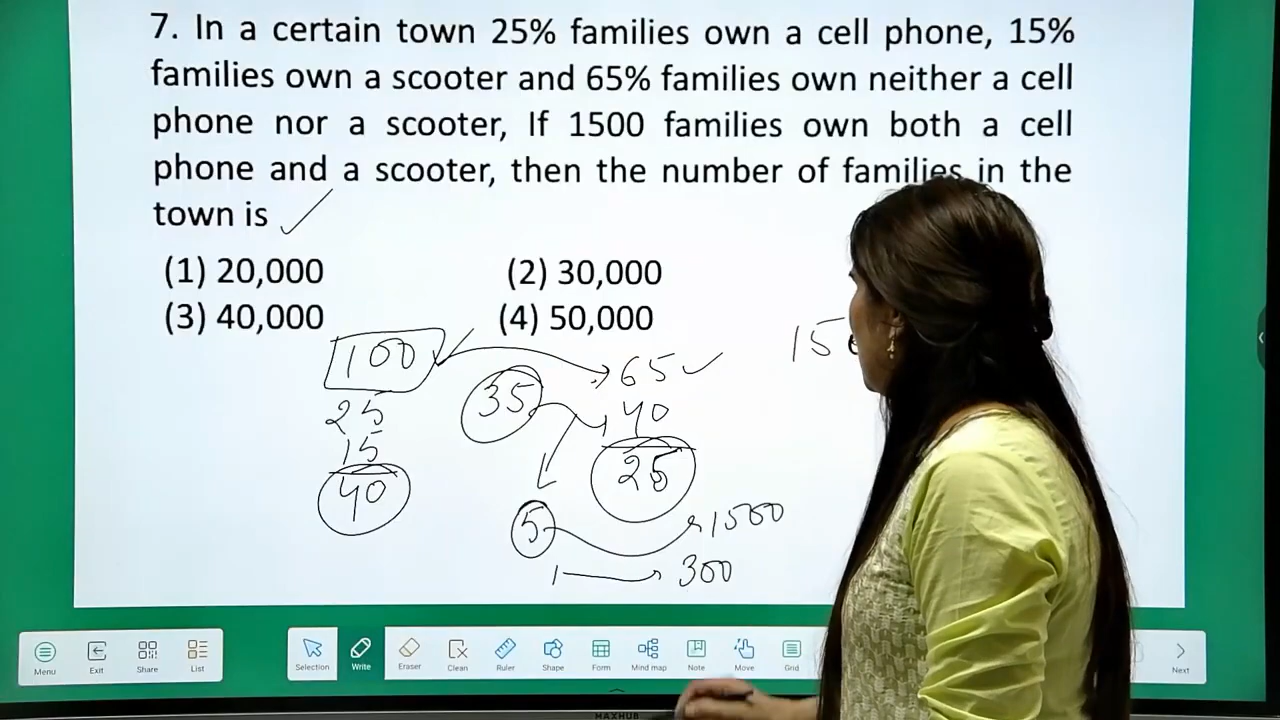 7. In a certain town 25% families own a cell phone, 15%
families own a scooter and 65% families own neither a cell
phone nor a scooter, If 1500 families own both a cell
phone and a scooter, then the number of families in the
town is
(1) 20,000 (2) 30,000
(3) 40,000 (4) 50,000
100
25
15
40
35
65
40
25
5 1500
1 300
Menu Exit Share List Selection Write Eraser Clean Ruler Shape Form Mind map Note Move Grid Next
MAXHUB